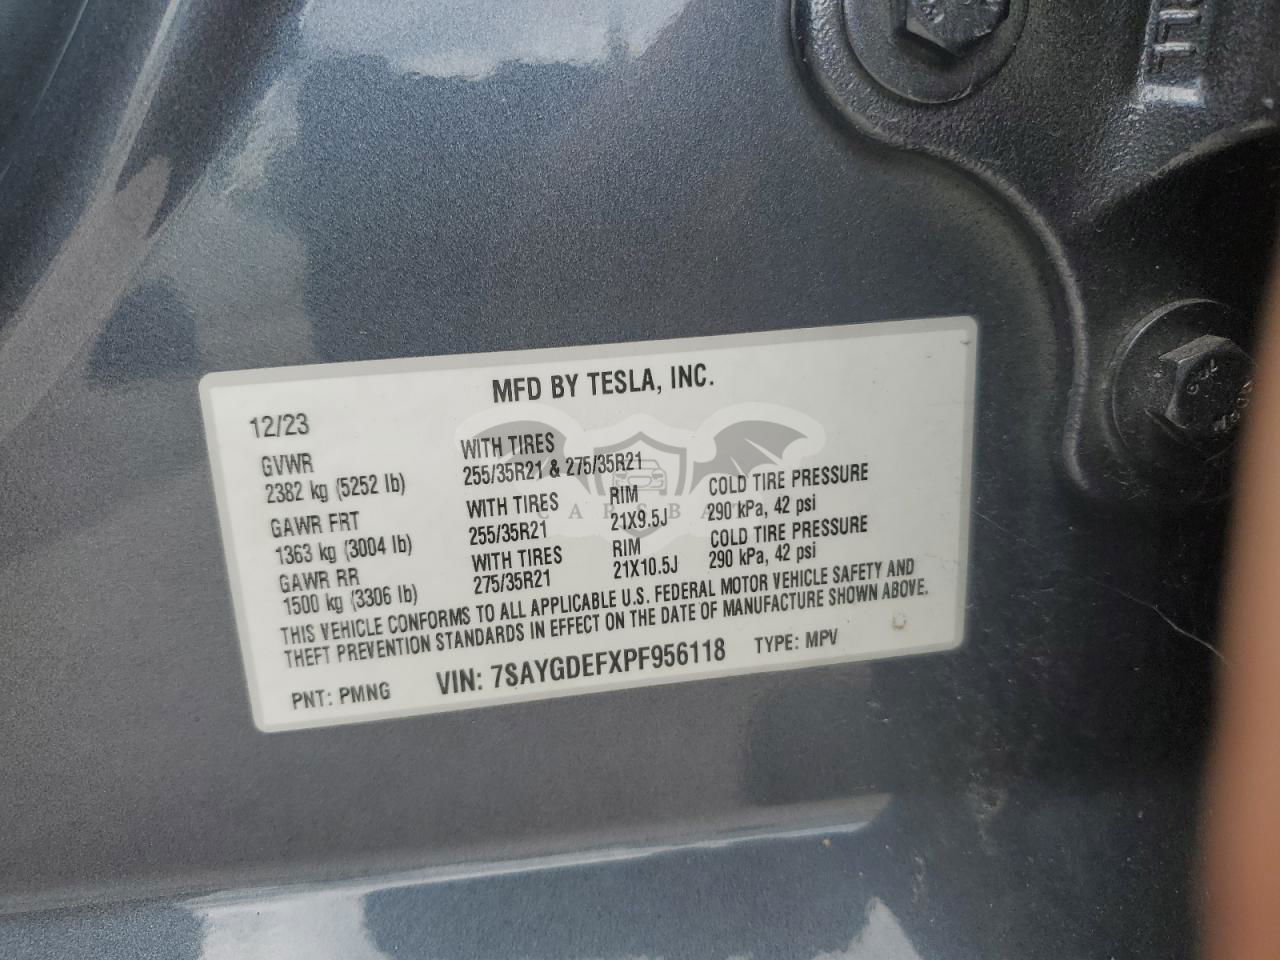 MFD BY TESLA, INC.
12/23
GVWR
2382 kg (5252 lb)
WITH TIRES
255/35R21 & 275/35R21
GAWR FRT
1363 kg (3004 lb)
WITH TIRES
255/35R21
RIM
21X9.5J
COLD TIRE PRESSURE
290 kPa, 42 psi
GAWR RR
1500 kg (3306 lb)
WITH TIRES
275/35R21
RIM
21X10.5J
COLD TIRE PRESSURE
290 kPa, 42 psi
THIS VEHICLE CONFORMS TO ALL APPLICABLE U.S. FEDERAL MOTOR VEHICLE SAFETY AND
THEFT PREVENTION STANDARDS IN EFFECT ON THE DATE OF MANUFACTURE SHOWN ABOVE.
PNT: PMNG VIN: 7SAYGDEFXPF956118 TYPE: MPV